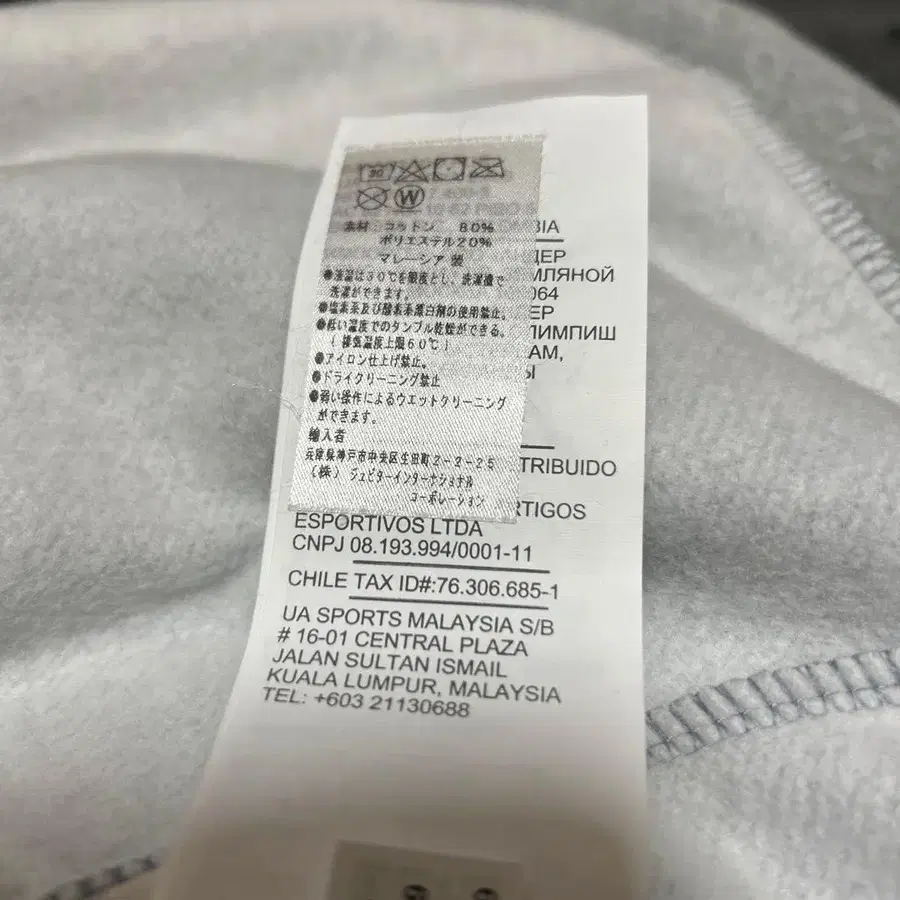 30
W
素材: コットン 80%
ポリエステル20%
マレーシア 製
●液温は30℃を限度とし、洗濯機で
洗濯ができます。
●塩素系及び酸素系漂白剤の使用禁止。
●低い温度でのタンブル乾燥ができる。
(排気温度上限60℃)
●アイロン仕上げ禁止。
●ドライクリーニング禁止
●弱い操作によるウエットクリーニング
ができます。
輸入者
兵庫県神戸市中央区生田町2-2-25
(株) ジュピターインターナショナル
コーポレーション
BIA
ДЕР
МЛЯНОЙ
064
ЕР
ЛИМПИШ
АМ,
Ы
TRIBUIDO
RTIGOS
ESPORTIVOS LTDA
CNPJ 08.193.994/0001-11
CHILE TAX ID#:76.306.685-1
UA SPORTS MALAYSIA S/B
# 16-01 CENTRAL PLAZA
JALAN SULTAN ISMAIL
KUALA LUMPUR, MALAYSIA
TEL: +603 21130688